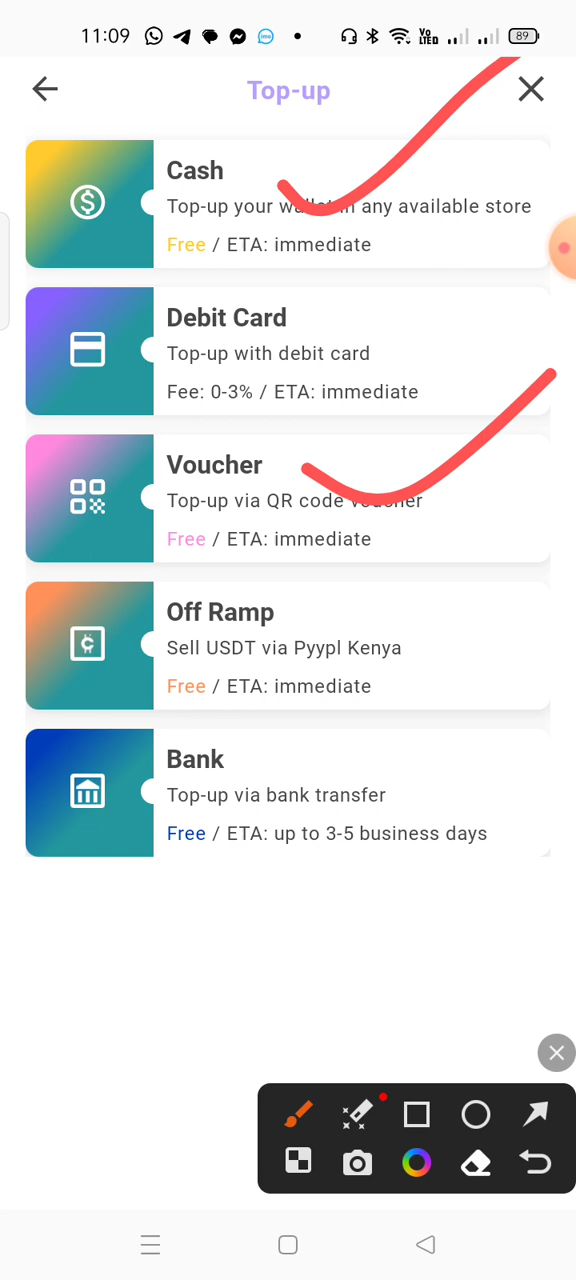 11:09
VoLTED
89
Top-up
Cash
Top-up your wallet in any available store
Free / ETA: immediate
Debit Card
Top-up with debit card
Fee: 0-3% / ETA: immediate
Voucher
Top-up via QR code voucher
Free / ETA: immediate
Off Ramp
Sell USDT via Pyypl Kenya
Free / ETA: immediate
Bank
Top-up via bank transfer
Free / ETA: up to 3-5 business days